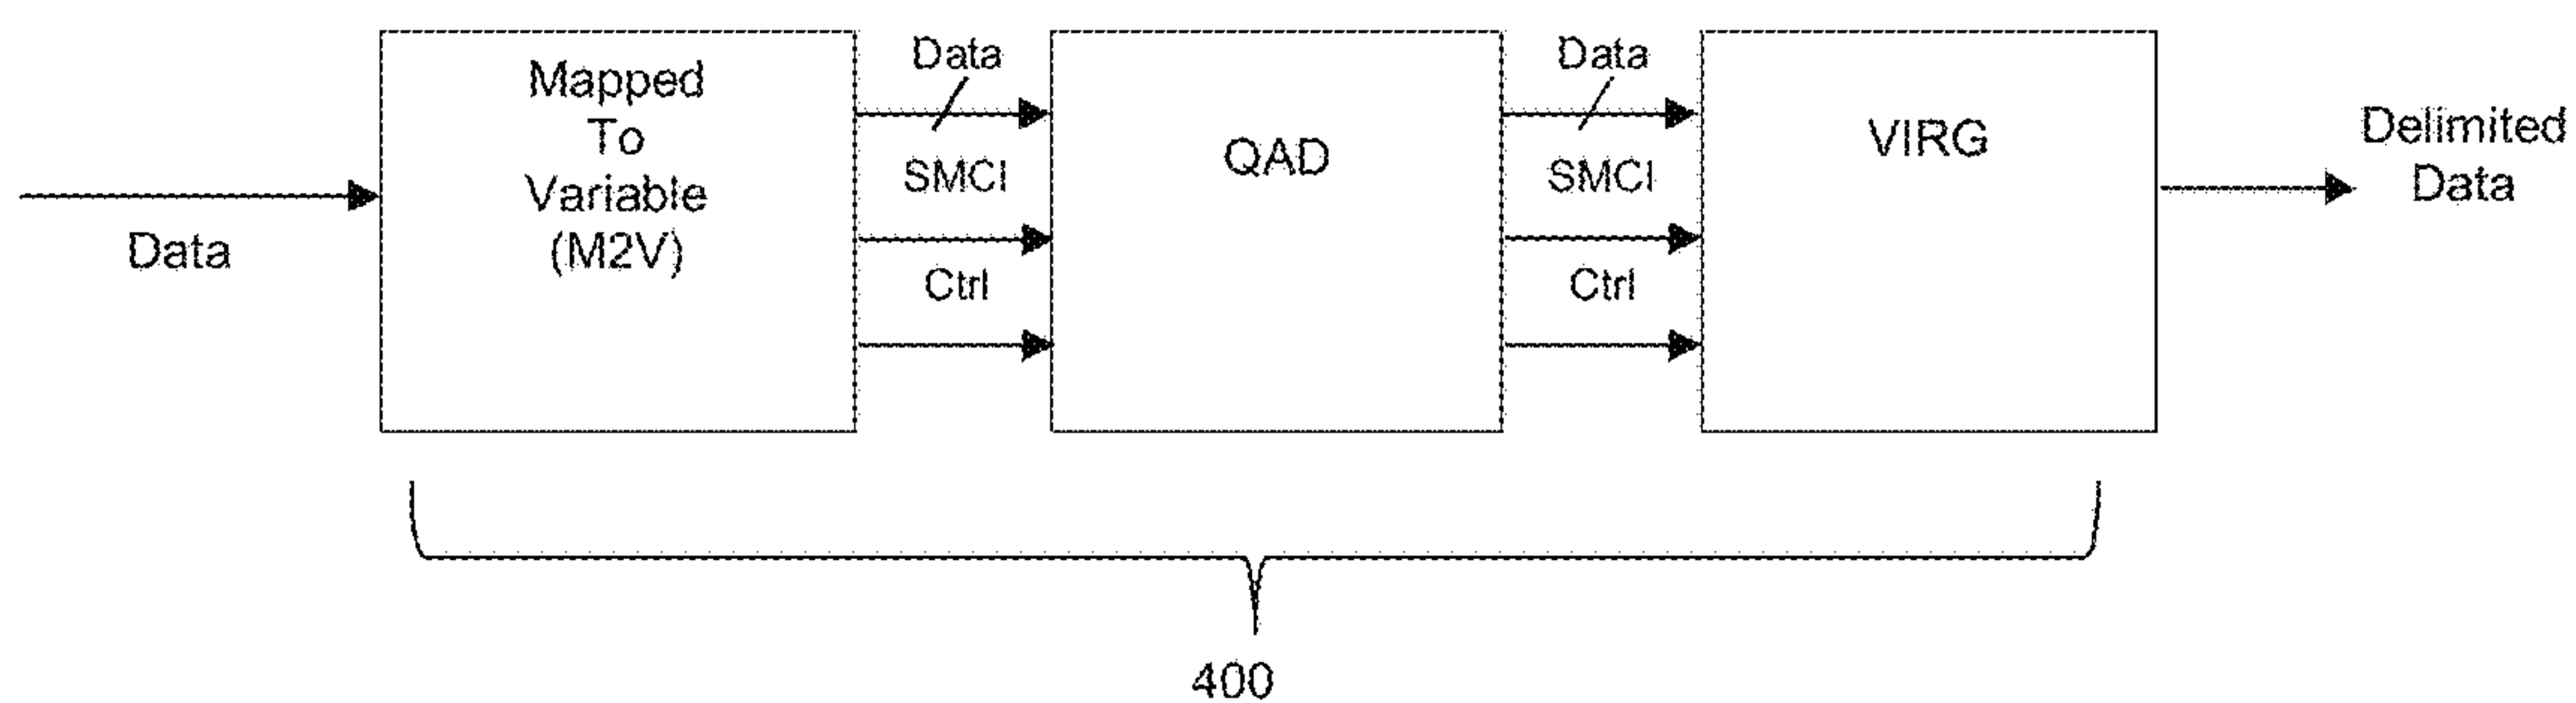 Data
Mapped
To
Variable
(M2V)
Data
SMCI
Ctrl
QAD
Data
SMCI
Ctrl
VIRG
Delimited
Data
400